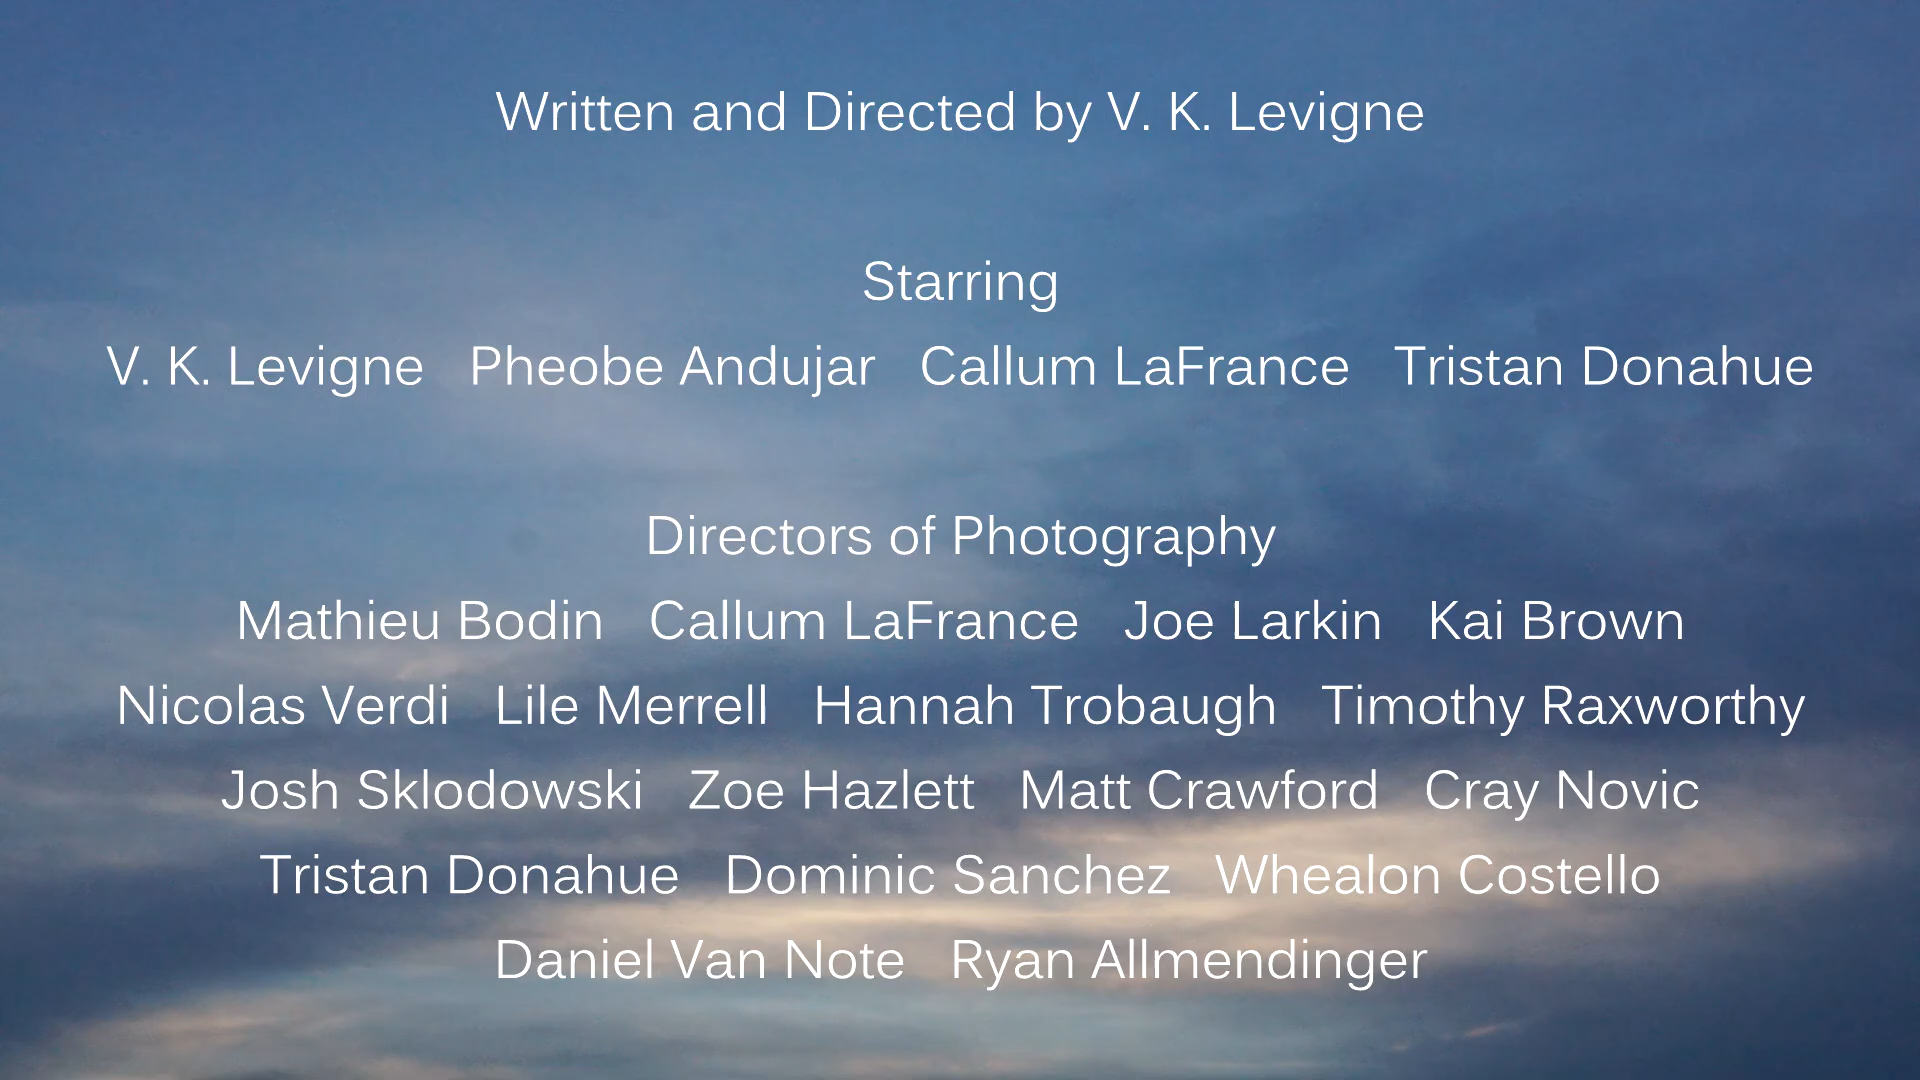 Written and Directed by V. K. Levigne
Starring
V. K. Levigne Pheobe Andujar Callum LaFrance Tristan Donahue
Directors of Photography
Mathieu Bodin Callum LaFrance Joe Larkin Kai Brown
Nicolas Verdi Lile Merrell Hannah Trobaugh Timothy Raxworthy
Josh Sklodowski Zoe Hazlett Matt Crawford Cray Novic
Tristan Donahue Dominic Sanchez Whealon Costello
Daniel Van Note Ryan Allmendinger